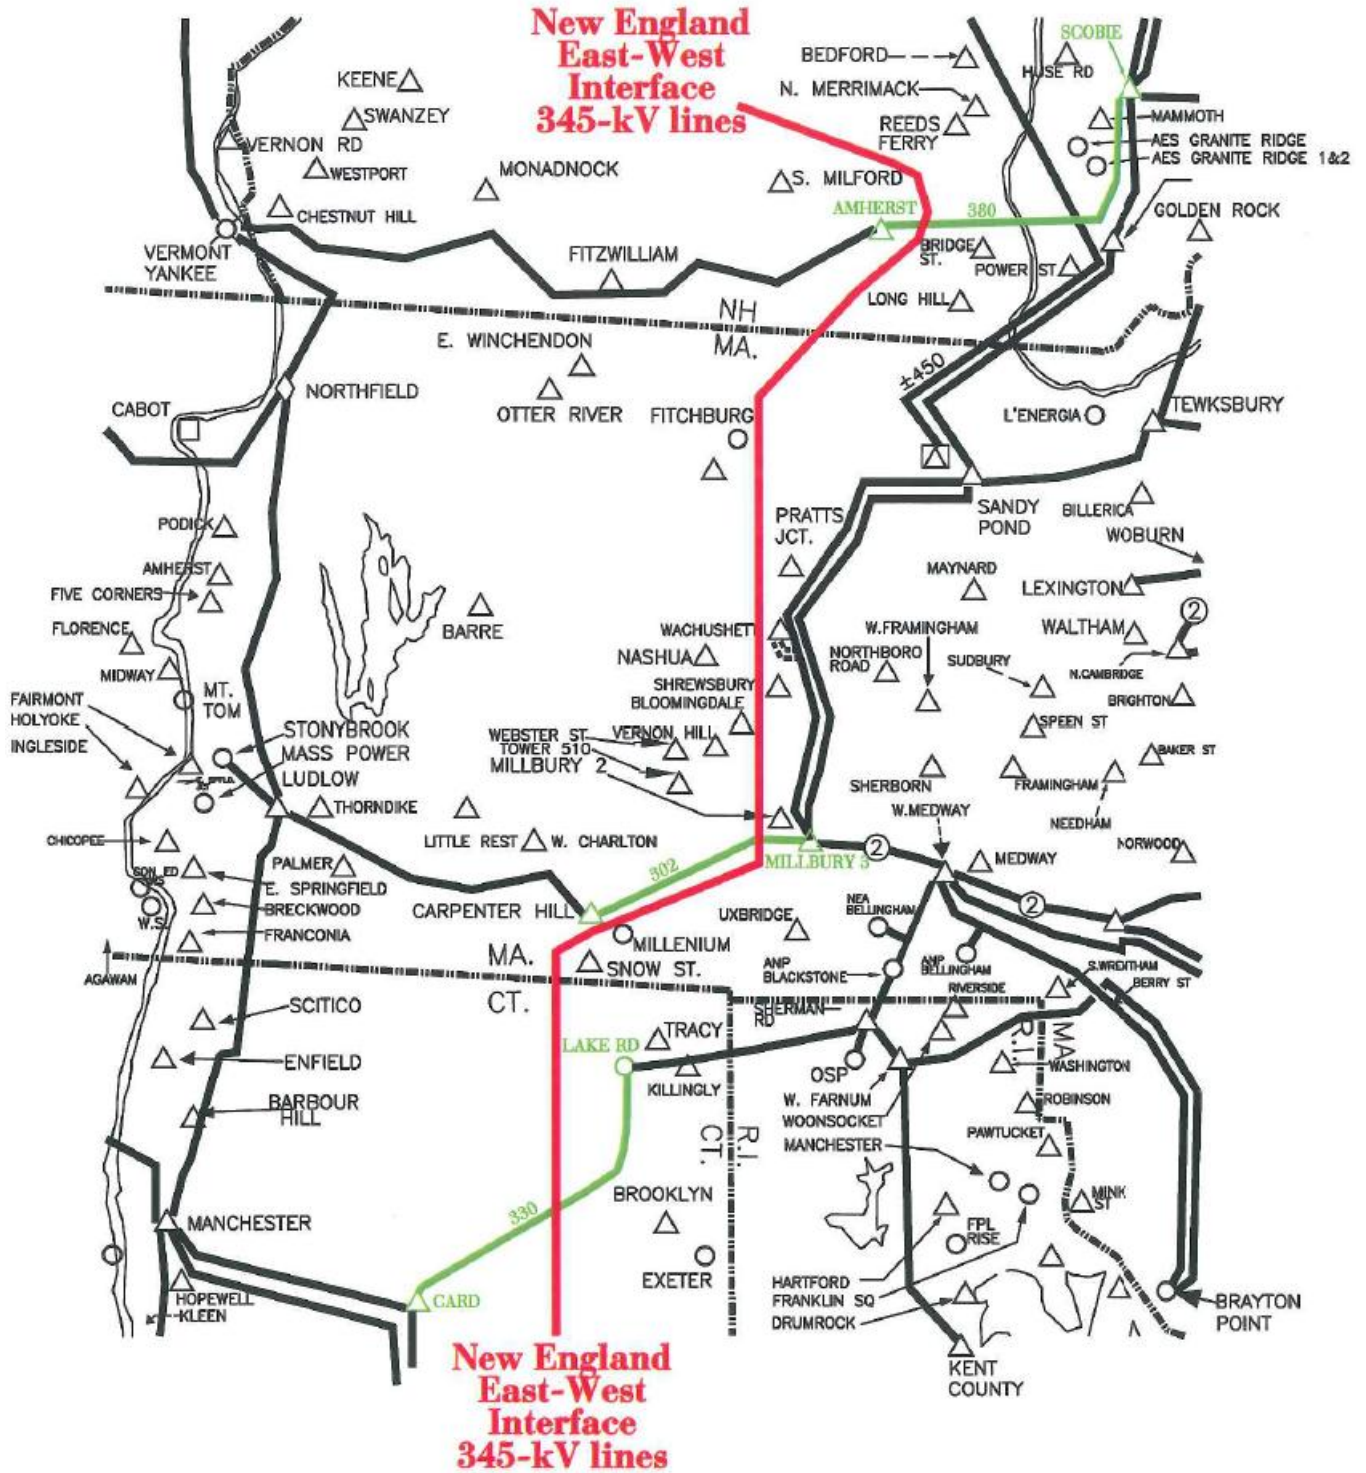 New England
East-West
Interface
345-kV lines
SCOBIE
BEDFORD
HUSE RD
KEENE
N. MERRIMACK
SWANZEY
REEDS
FERRY
MAMMOTH
AES GRANITE RIDGE
AES GRANITE RIDGE 1&2
VERNON RD
WESTPORT
MONADNOCK
S. MILFORD
CHESTNUT HILL
AMHERST
380
GOLDEN ROCK
VERMONT
YANKEE
FITZWILLIAM
BRIDGE
ST.
POWER ST
LONG HILL
NH
MA.
E. WINCHENDON
±450
NORTHFIELD
OTTER RIVER
FITCHBURG
CABOT
L'ENERGIA
TEWKSBURY
PRATTS
JCT.
SANDY
POND
BILLERICA
WOBURN
PODICK
AMHERST
FIVE CORNERS
MAYNARD
LEXINGTON
FLORENCE
BARRE
WACHUSHETT
W.FRAMINGHAM
WALTHAM
2
NASHUA
NORTHBORO
ROAD
SUDBURY
N.CAMBRIDGE
MIDWAY
MT.
TOM
SHREWSBURY
BRIGHTON
FAIRMONT
HOLYOKE
INGLESIDE
BLOOMINGDALE
SPEEN ST
STONYBROOK
MASS POWER
LUDLOW
WEBSTER ST
VERNON HILL
TOWER 510
MILLBURY 2
BAKER ST
SHERBORN
FRAMINGHAM
THORNDIKE
W.MEDWAY
NEEDHAM
CHICOPEE
LITTLE REST
W. CHARLTON
2
NORWOOD
PALMER
302
MILLBURY 3
MEDWAY
E. SPRINGFIELD
BRECKWOOD
W.S.
CARPENTER HILL
NEA
BELLINGHAM
2
UXBRIDGE
FRANCONIA
MILLENIUM
AGAWAM
MA.
CT.
SNOW ST.
ANP
BLACKSTONE
ANP
BELLINGHAM
S.WRENTHAM
BERRY ST
RIVERSIDE
SCITICO
SHERMAN
RD
TRACY
R.I.
MA
LAKE RD
ENFIELD
KILLINGLY
OSP
WASHINGTON
W. FARNUM
WOONSOCKET
BARBOUR
HILL
ROBINSON
R.I.
CT.
MANCHESTER
PAWTUCKET
BROOKLYN
MINK
ST
330
MANCHESTER
FPL
RISE
EXETER
HARTFORD
FRANKLIN SQ
DRUMROCK
HOPEWELL
KLEEN
CARD
BRAYTON
POINT
KENT
COUNTY
New England
East-West
Interface
345-kV lines